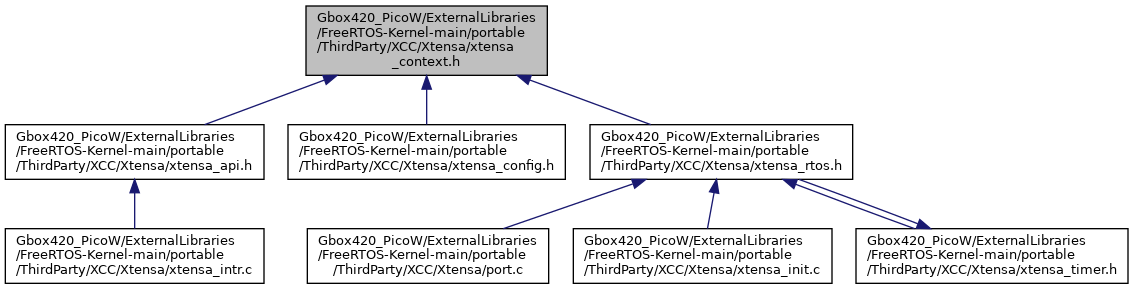 Gbox420_PicoW/ExternalLibraries
/FreeRTOS-Kernel-main/portable
/ThirdParty/XCC/Xtensa/xtensa
_context.h
Gbox420_PicoW/ExternalLibraries
/FreeRTOS-Kernel-main/portable
/ThirdParty/XCC/Xtensa/xtensa_api.h
Gbox420_PicoW/ExternalLibraries
/FreeRTOS-Kernel-main/portable
/ThirdParty/XCC/Xtensa/xtensa_config.h
Gbox420_PicoW/ExternalLibraries
/FreeRTOS-Kernel-main/portable
/ThirdParty/XCC/Xtensa/xtensa_rtos.h
Gbox420_PicoW/ExternalLibraries
/FreeRTOS-Kernel-main/portable
/ThirdParty/XCC/Xtensa/xtensa_intr.c
Gbox420_PicoW/ExternalLibraries
/FreeRTOS-Kernel-main/portable
/ThirdParty/XCC/Xtensa/port.c
Gbox420_PicoW/ExternalLibraries
/FreeRTOS-Kernel-main/portable
/ThirdParty/XCC/Xtensa/xtensa_init.c
Gbox420_PicoW/ExternalLibraries
/FreeRTOS-Kernel-main/portable
/ThirdParty/XCC/Xtensa/xtensa_timer.h